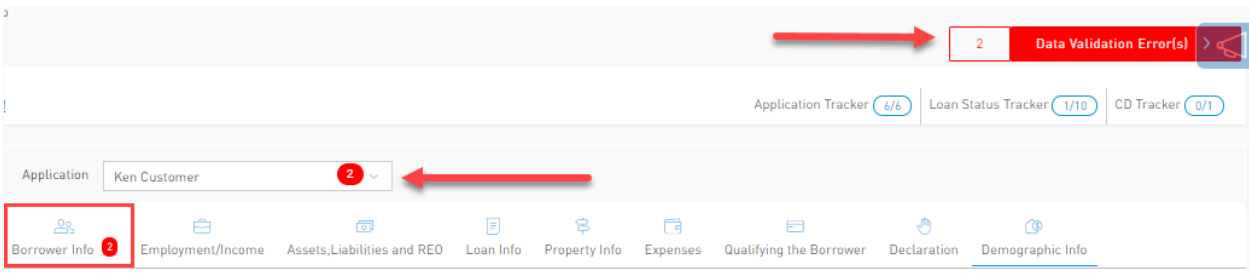 2 Data Validation Error(s)
Application Tracker 6/6 Loan Status Tracker 1/10 CD Tracker 0/1
Application Ken Customer 2
Borrower Info 2 Employment/Income Assets,Liabilities and REO Loan Info Property Info Expenses Qualifying the Borrower Declaration Demographic Info